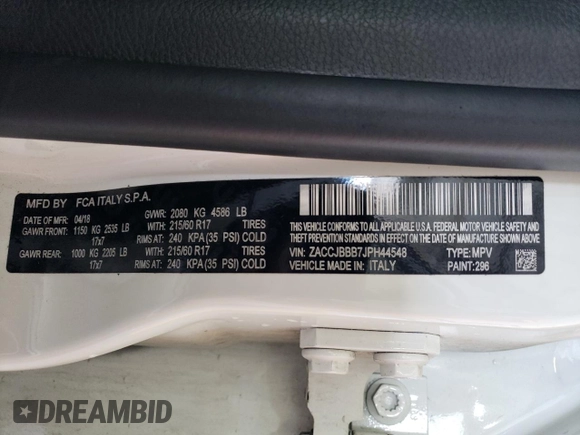 MFD BY FCA ITALY S.P.A.
DATE OF MFR 04/18 GVWR: 2080 KG 4586 LB
GAWR FRONT: 1150 KG 2535 LB WITH: 215/60 R17 TIRES
17x7 RIMS AT: 240 KPA (35 PSI) COLD
GAWR REAR: 1000 KG 2205 LB WITH: 215/60 R17 TIRES
17x7 RIMS AT: 240 KPA (35 PSI) COLD
THIS VEHICLE CONFORMS TO ALL APPLICABLE U.S.A. FEDERAL MOTOR VEHICLE SAFETY AND
THEFT PREVENTION STANDARDS IN EFFECT ON THE DATE OF MANUFACTURE SHOWN ABOVE.
VIN: ZACCJBBB7JPH44548 TYPE: MPV
VEHICLE MADE IN: ITALY PAINT: 296
DREAMBID